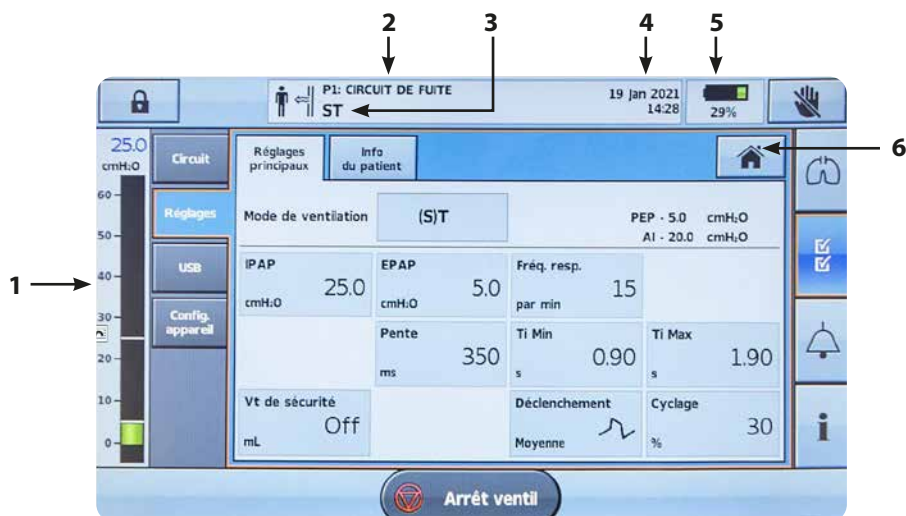 2 3 4 5
P1: CIRCUIT DE FUITE
ST
19 Jan 2021
14:28
29%
25.0
cmH₂O
60
50
40
30
20
10
0
1
Circuit
Réglages
USB
Config.
appareil
Réglages
principaux
Info
du patient
6
Mode de ventilation (S)T
PEP - 5.0 cmH₂O
AI - 20.0 cmH₂O
IPAP
cmH₂O 25.0
EPAP
cmH₂O 5.0
Fréq. resp.
par min 15
Pente
ms 350
Ti Min
s 0.90
Ti Max
s 1.90
Vt de sécurité
mL Off
Déclenchement
Moyenne
Cyclage
% 30
i
Arrêt ventil